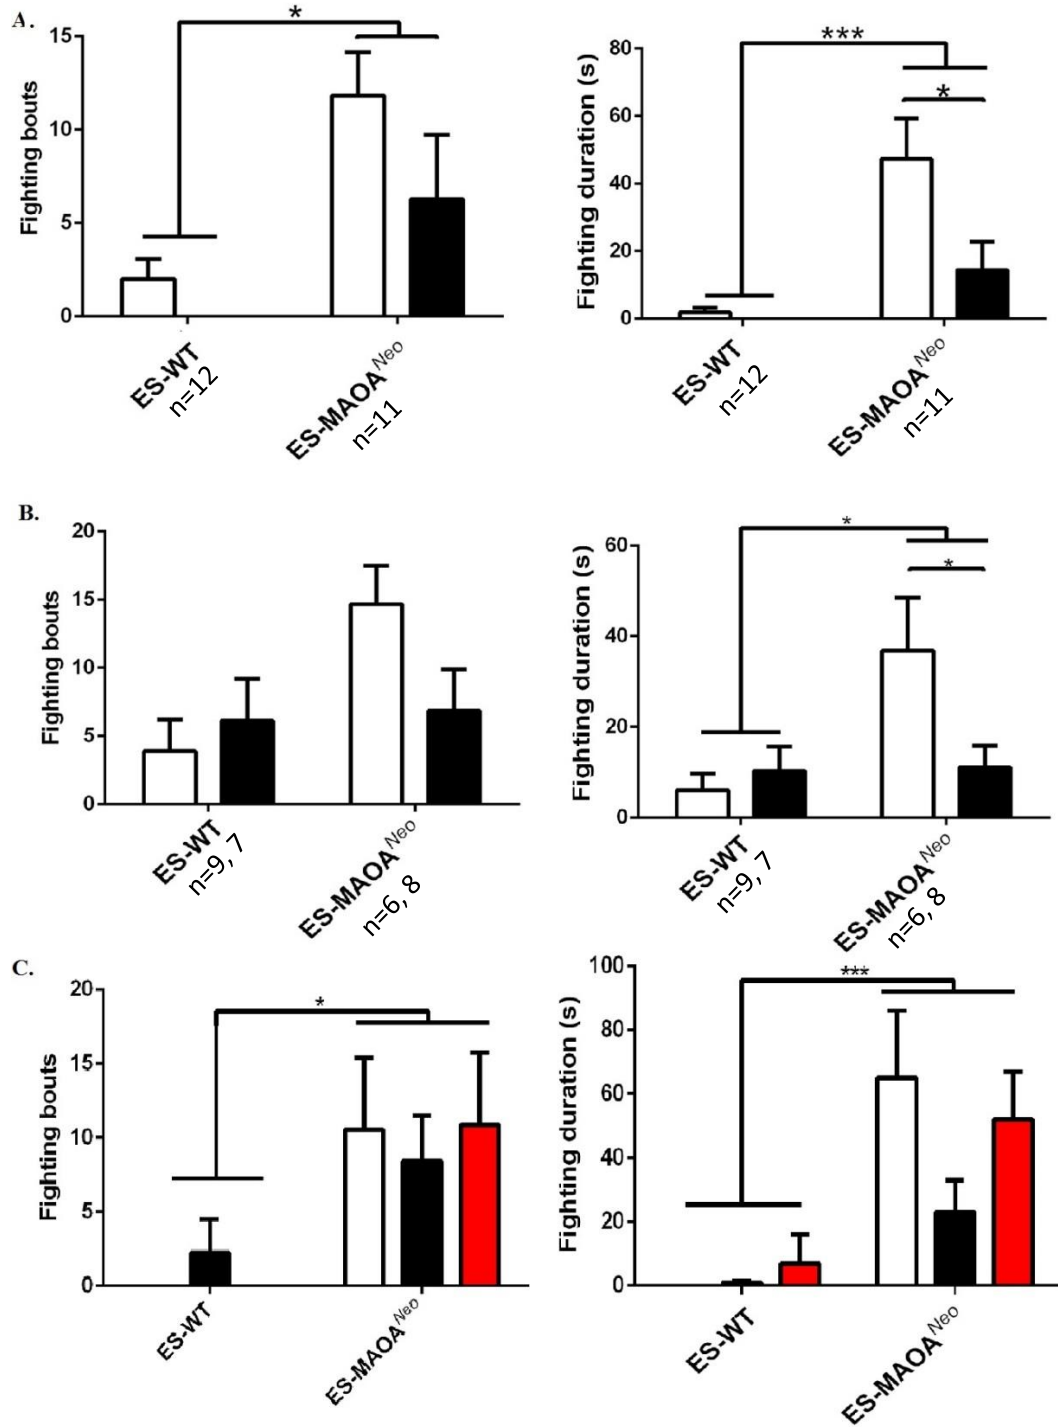 A.
*
15
10
5
0
Fighting bouts
ES-WT
n=12
ES-MAOA^Neo
n=11
***
*
80
60
40
20
0
Fighting duration (s)
ES-WT
n=12
ES-MAOA^Neo
n=11
B.
20
15
10
5
0
Fighting bouts
ES-WT
n=9, 7
ES-MAOA^Neo
n=6, 8
*
*
60
40
20
0
Fighting duration (s)
ES-WT
n=9, 7
ES-MAOA^Neo
n=6, 8
C.
*
20
15
10
5
0
Fighting bouts
ES-WT
ES-MAOA^Neo
***
100
80
60
40
20
0
Fighting duration (s)
ES-WT
ES-MAOA^Neo